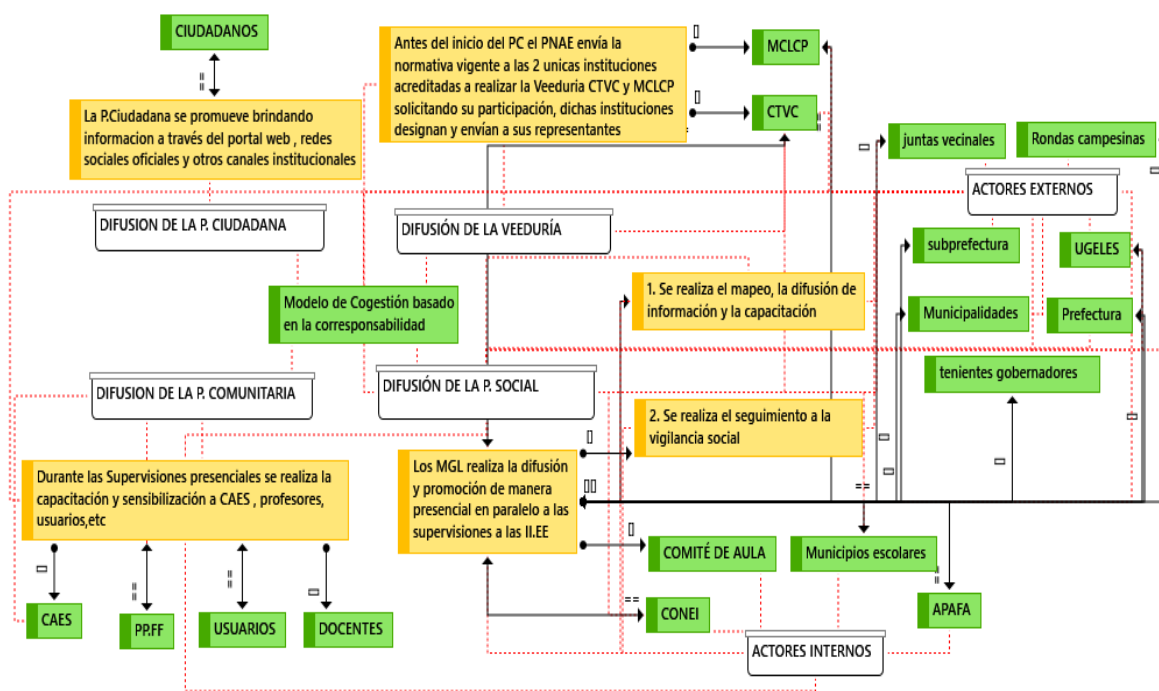 CIUDADANOS
Antes del inicio del PC el PNAE envía la
normativa vigente a las 2 unicas instituciones
acreditadas a realizar la Veeduria CTVC y MCLCP
solicitando su participación, dichas instituciones
designan y envían a sus representantes
MCLCP
CTVC
La P.Ciudadana se promueve brindando
informacion a través del portal web , redes
sociales oficiales y otros canales institucionales
juntas vecinales
Rondas campesinas
ACTORES EXTERNOS
DIFUSION DE LA P. CIUDADANA
DIFUSIÓN DE LA VEEDURÍA
subprefectura
UGELES
Modelo de Cogestión basado
en la corresponsabilidad
1. Se realiza el mapeo, la difusión de
información y la capacitación
Municipalidades
Prefectura
tenientes gobernadores
DIFUSION DE LA P. COMUNITARIA
DIFUSIÓN DE LA P. SOCIAL
2. Se realiza el seguimiento a la
vigilancia social
Durante las Supervisiones presenciales se realiza la
capacitación y sensibilización a CAES , profesores,
usuarios,etc
Los MGL realiza la difusión
y promoción de manera
presencial en paralelo a las
supervisiones a las II.EE
COMITÉ DE AULA
Municipios escolares
CAES
PP.FF
USUARIOS
DOCENTES
CONEI
APAFA
ACTORES INTERNOS